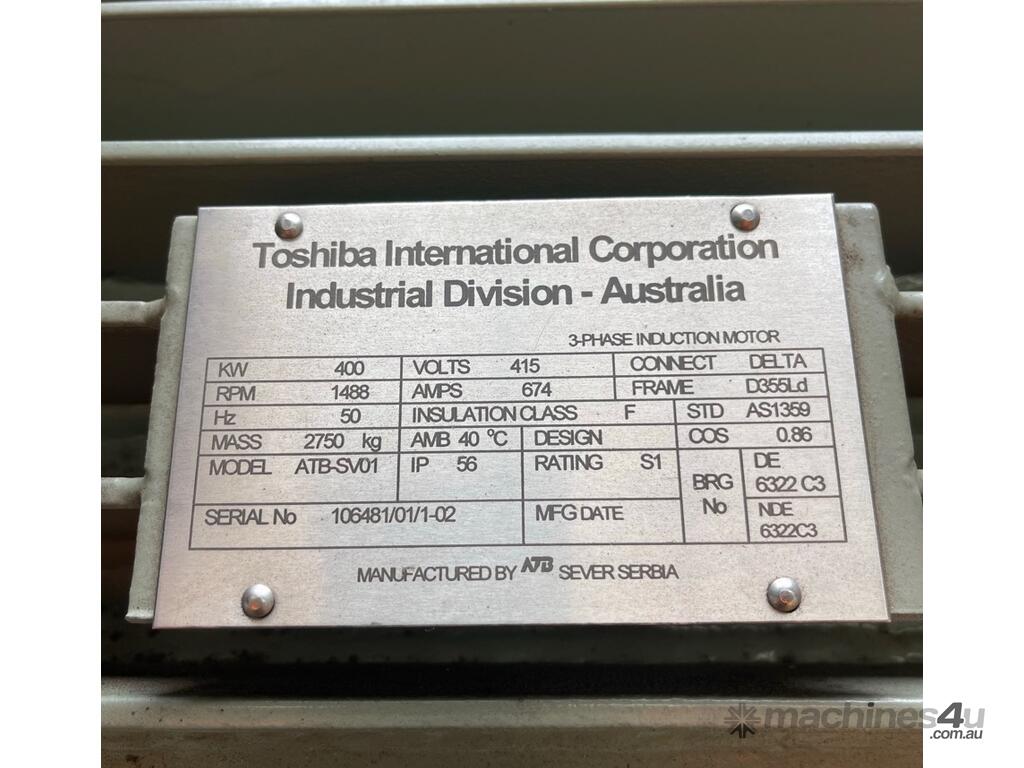 Toshiba International Corporation
Industrial Division - Australia
3-PHASE INDUCTION MOTOR
KW 400 VOLTS 415 CONNECT DELTA
RPM 1488 AMPS 674 FRAME D355Ld
Hz 50 INSULATION CLASS F STD AS1359
MASS 2750 kg AMB 40 °C DESIGN COS 0.86
MODEL ATB-SV01 IP 56 RATING S1 BRG No DE 6322 C3
SERIAL No 106481/01/1-02 MFG DATE NDE 6322C3
MANUFACTURED BY ATB SEVER SERBIA
machines4u
.com.au